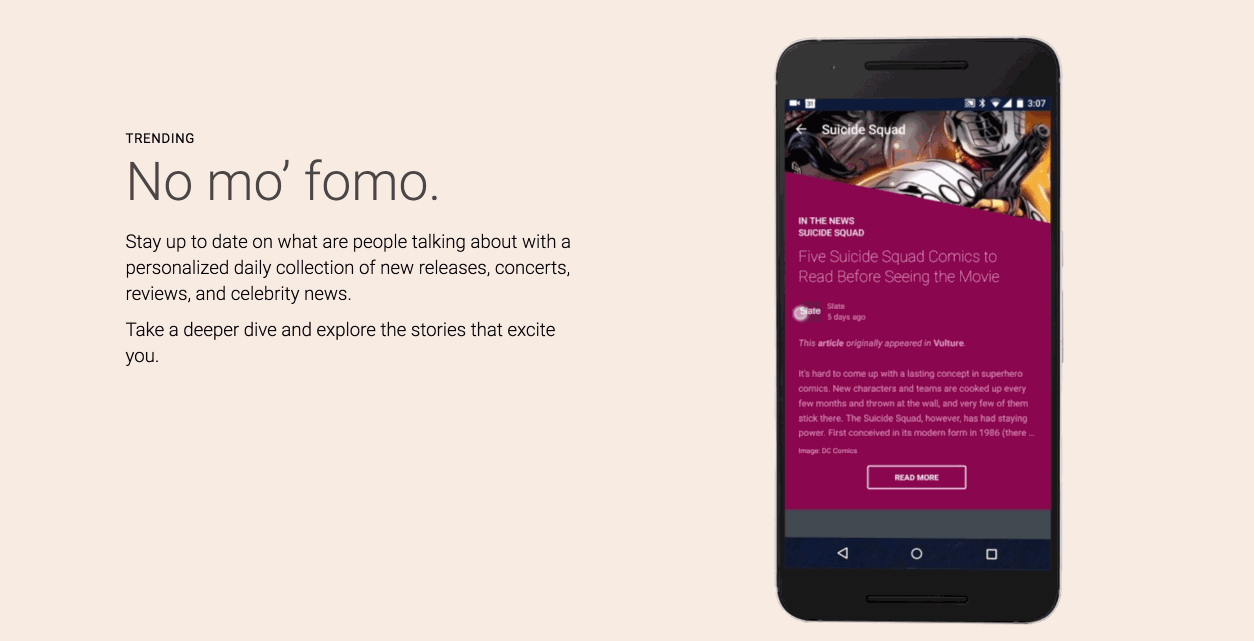 TRENDING
No mo’ fomo.
Stay up to date on what are people talking about with a
personalized daily collection of new releases, concerts,
reviews, and celebrity news.
Take a deeper dive and explore the stories that excite
you.
31
3:07
Suicide Squad
IN THE NEWS
SUICIDE SQUAD
Five Suicide Squad Comics to
Read Before Seeing the Movie
Slate
Slate
5 days ago
This article originally appeared in Vulture.
It's hard to come up with a lasting concept in superhero
comics. New characters and teams are cooked up every
few months and thrown at the wall, and very few of them
stick there. The Suicide Squad, however, has had staying
power. First conceived in its modern form in 1986 (there ...
Image: DC Comics
READ MORE